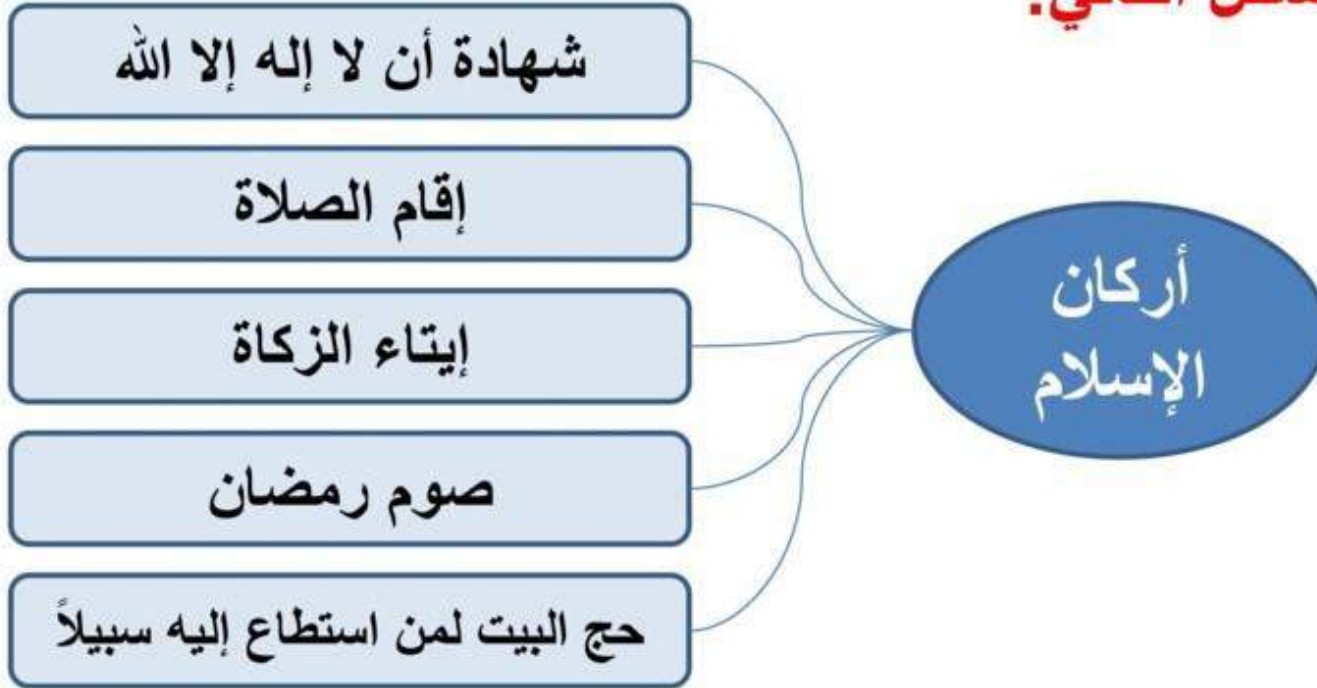 التالي:
أركان
الإسلام
شهادة أن لا إله إلا الله
إقام الصلاة
إيتاء الزكاة
صوم رمضان
حج البيت لمن استطاع إليه سبيلاً